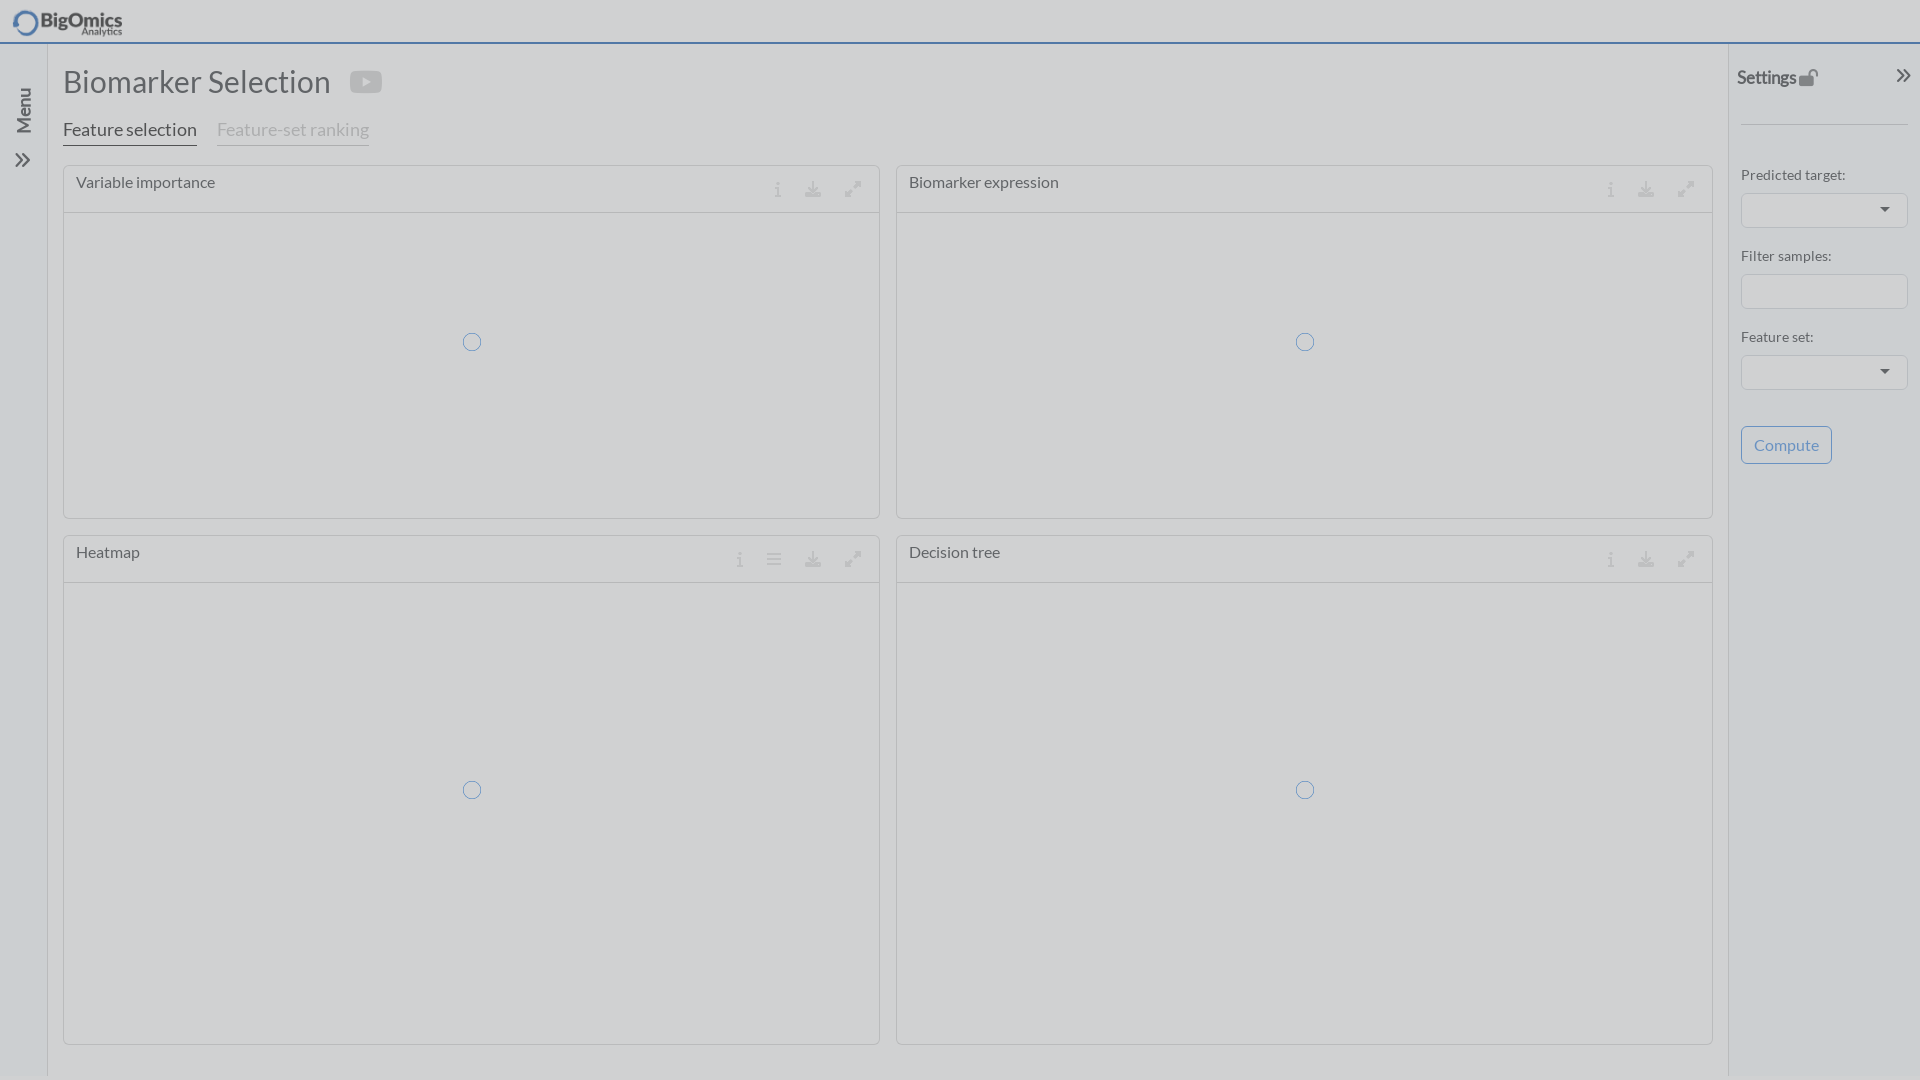 BigOmics
Analytics
Menu
Biomarker Selection
Feature selection
Feature-set ranking
Variable importance
Biomarker expression
Heatmap
Decision tree
Settings
Predicted target:
Filter samples:
Feature set:
Compute